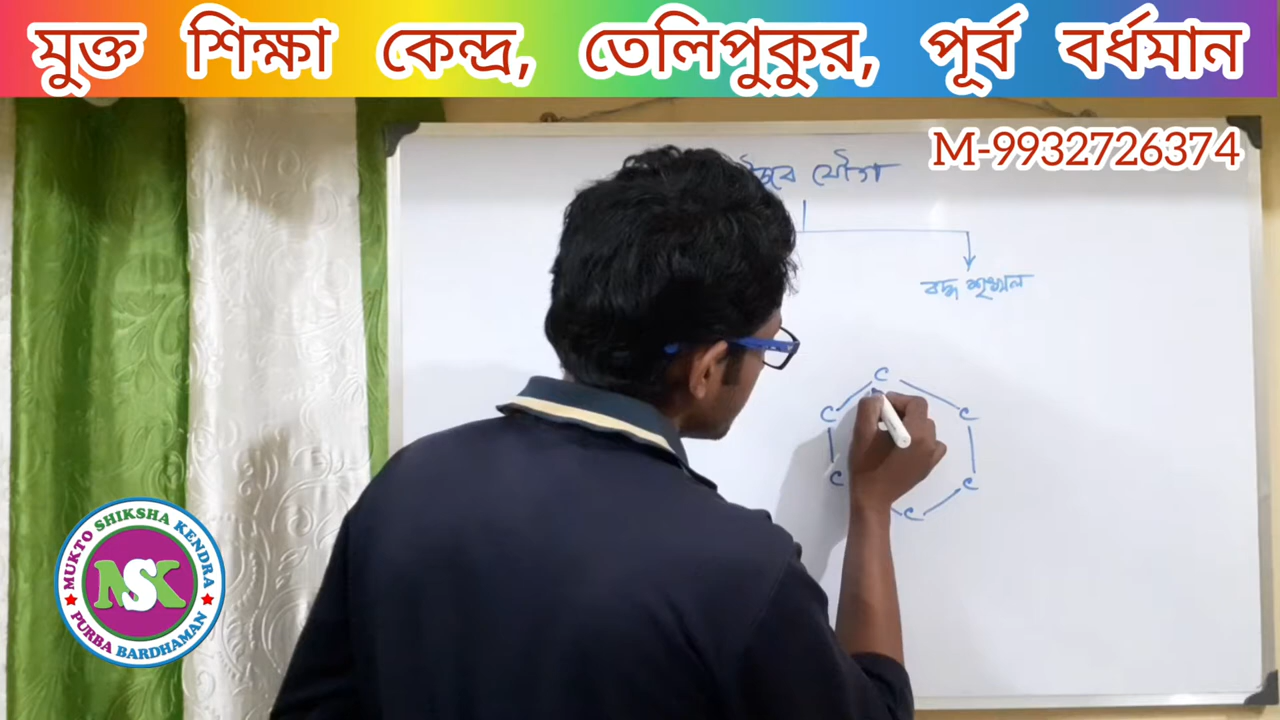 মুক্ত শিক্ষা কেন্দ্র, তেলিপুকুর, পূর্ব বর্ধমান
M-9932726374
জৈব যৌগ
বদ্ধ শৃঙ্খল
C
C C
C C
C
MUKTO SHIKSHA KENDRA
MSK
PURBA BARDHAMAN